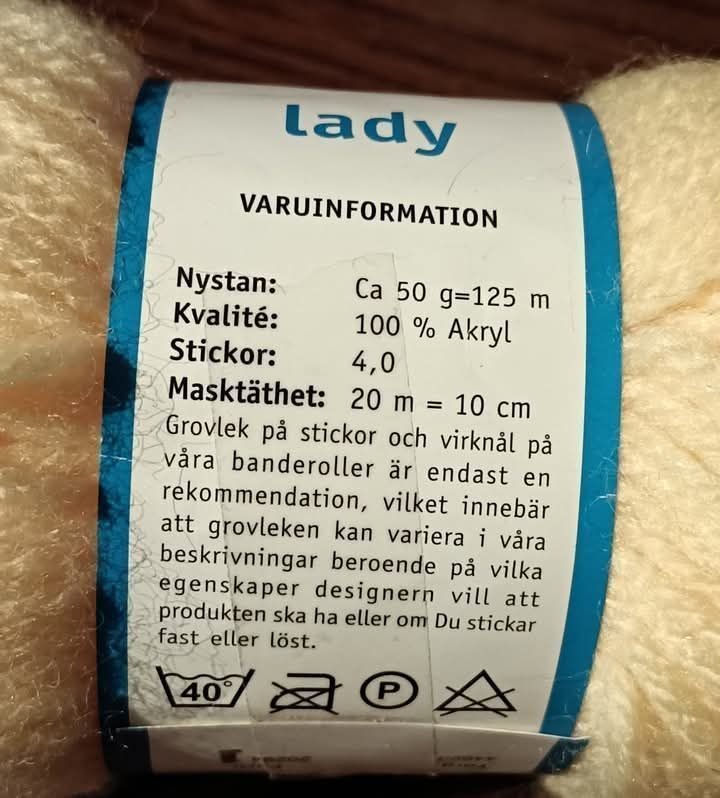 lady
VARUINFORMATION
Nystan: Ca 50 g=125 m
Kvalité: 100 % Akryl
Stickor: 4,0
Masktäthet: 20 m = 10 cm
Grovlek på stickor och virknål på
våra banderoller är endast en
rekommendation, vilket innebär
att grovleken kan variera i våra
beskrivningar beroende på vilka
egenskaper designern vill att
produkten ska ha eller om Du stickar
fast eller löst.
40° P